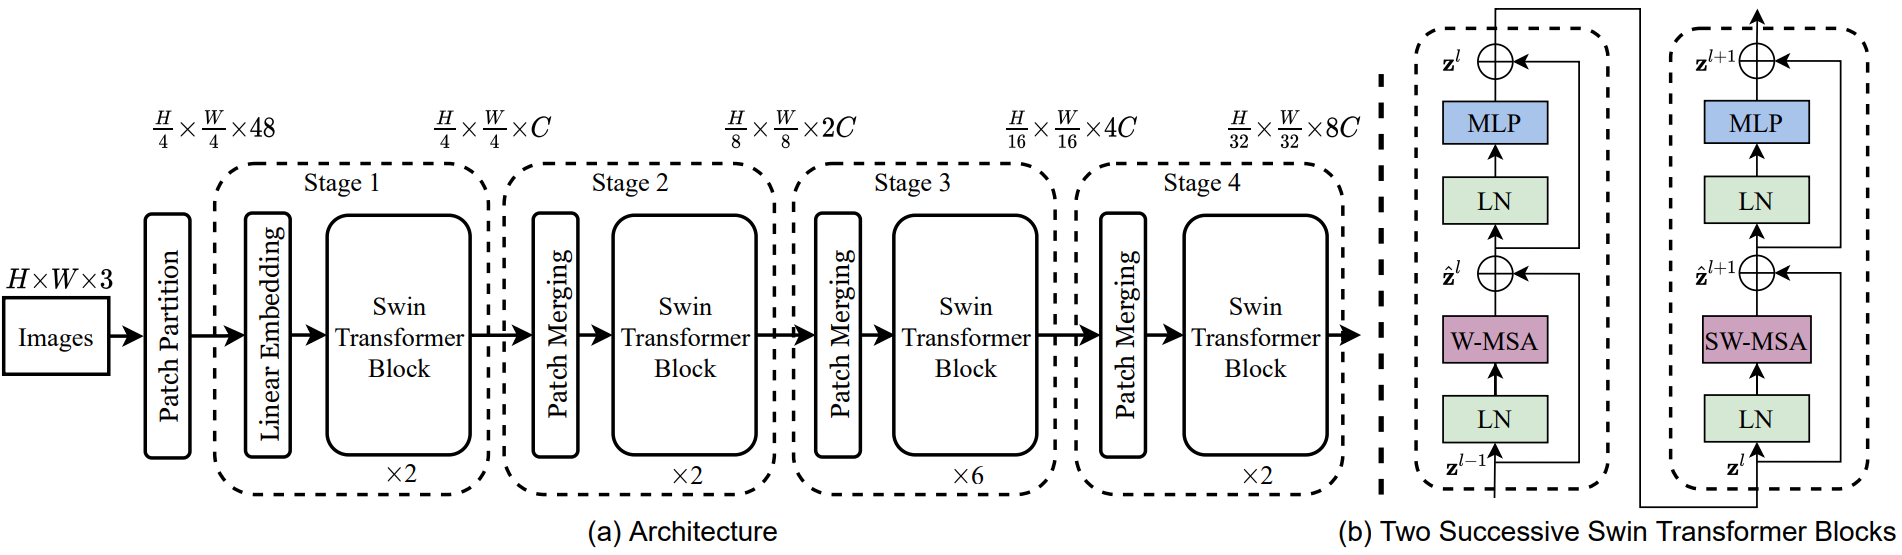 H/4 × W/4 × 48
H/4 × W/4 × C
H/8 × W/8 × 2C
H/16 × W/16 × 4C
H/32 × W/32 × 8C
H×W×3
Images
Patch Partition
Stage 1
Linear Embedding
Swin
Transformer
Block
×2
Stage 2
Patch Merging
Swin
Transformer
Block
×2
Stage 3
Patch Merging
Swin
Transformer
Block
×6
Stage 4
Patch Merging
Swin
Transformer
Block
×2
(a) Architecture
z^l
MLP
LN
ẑ^l
W-MSA
LN
z^{l−1}
z^{l+1}
MLP
LN
ẑ^{l+1}
SW-MSA
LN
z^l
(b) Two Successive Swin Transformer Blocks